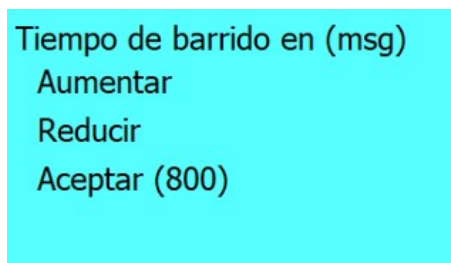 Tiempo de barrido en (msg)
Aumentar
Reducir
Aceptar (800)